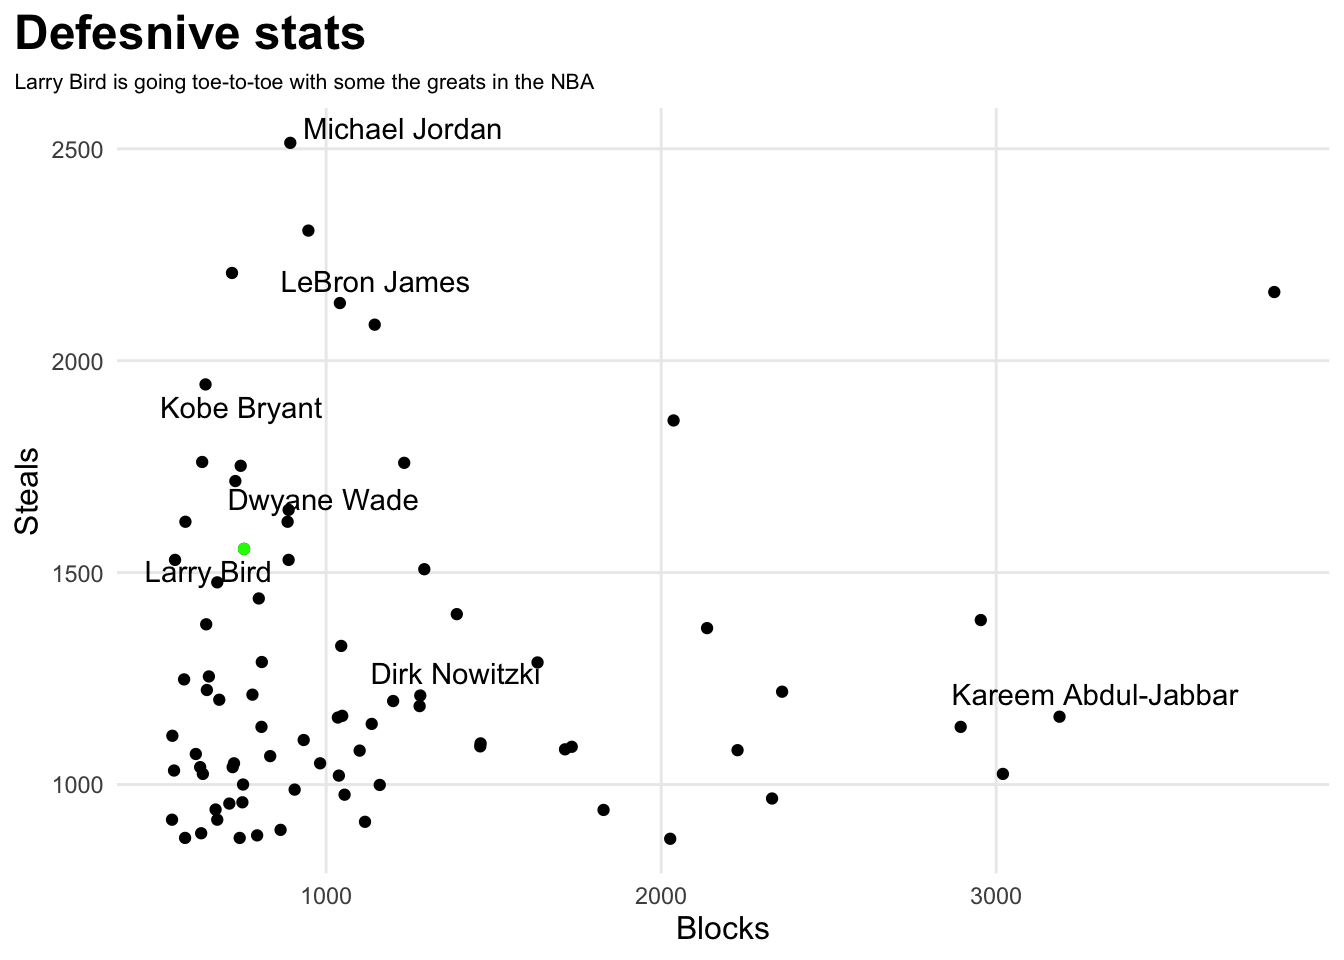 Defesnive stats
Larry Bird is going toe-to-toe with some the greats in the NBA
Michael Jordan
2500
LeBron James
2000
Kobe Bryant
Dwyane Wade
Steals
Larry Bird
1500
Dirk Nowitzki
Kareem Abdul-Jabbar
1000
1000
2000
3000
Blocks